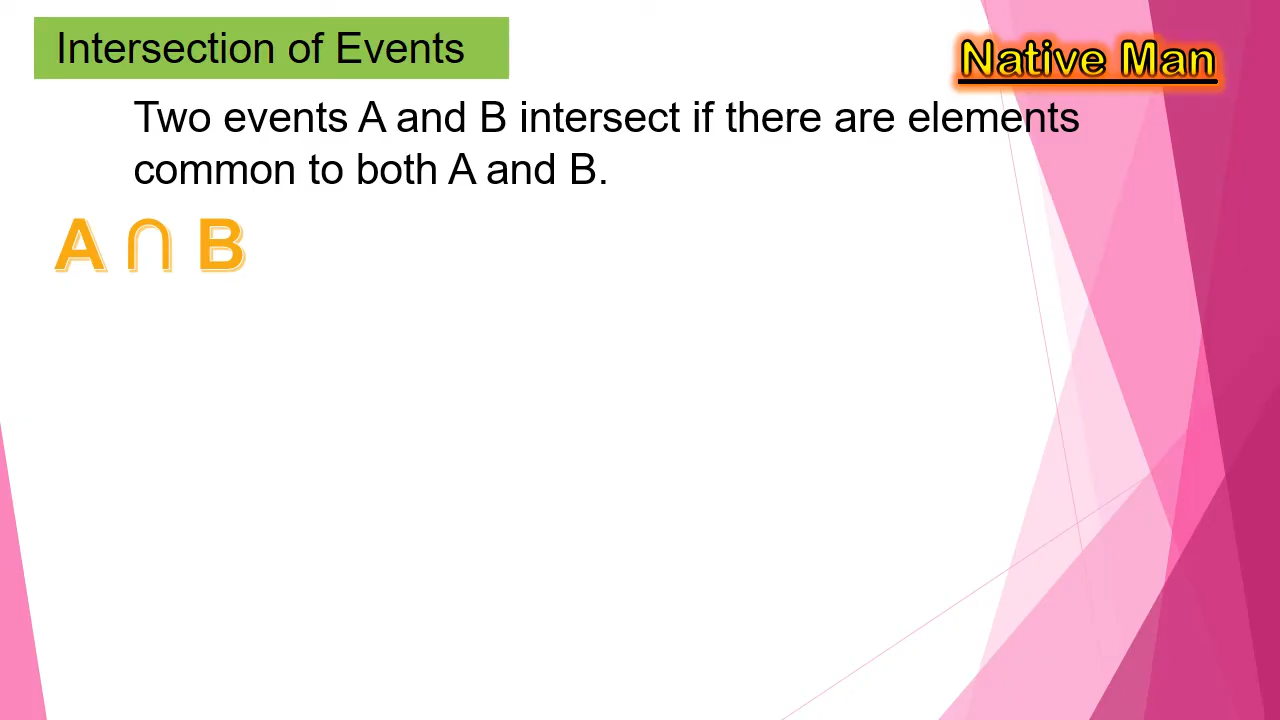 Intersection of Events
Native Man
Two events A and B intersect if there are elements
common to both A and B.
A ∩ B